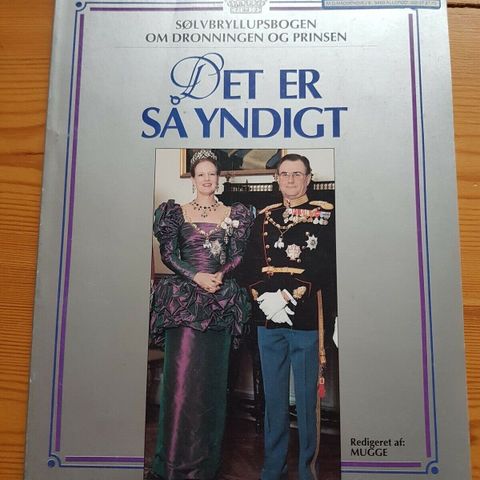 SØLVBRYLLUPSBOGEN
OM DRONNINGEN OG PRINSEN
DET ER
SÅ YNDIGT
Redigeret af:
MUGGE